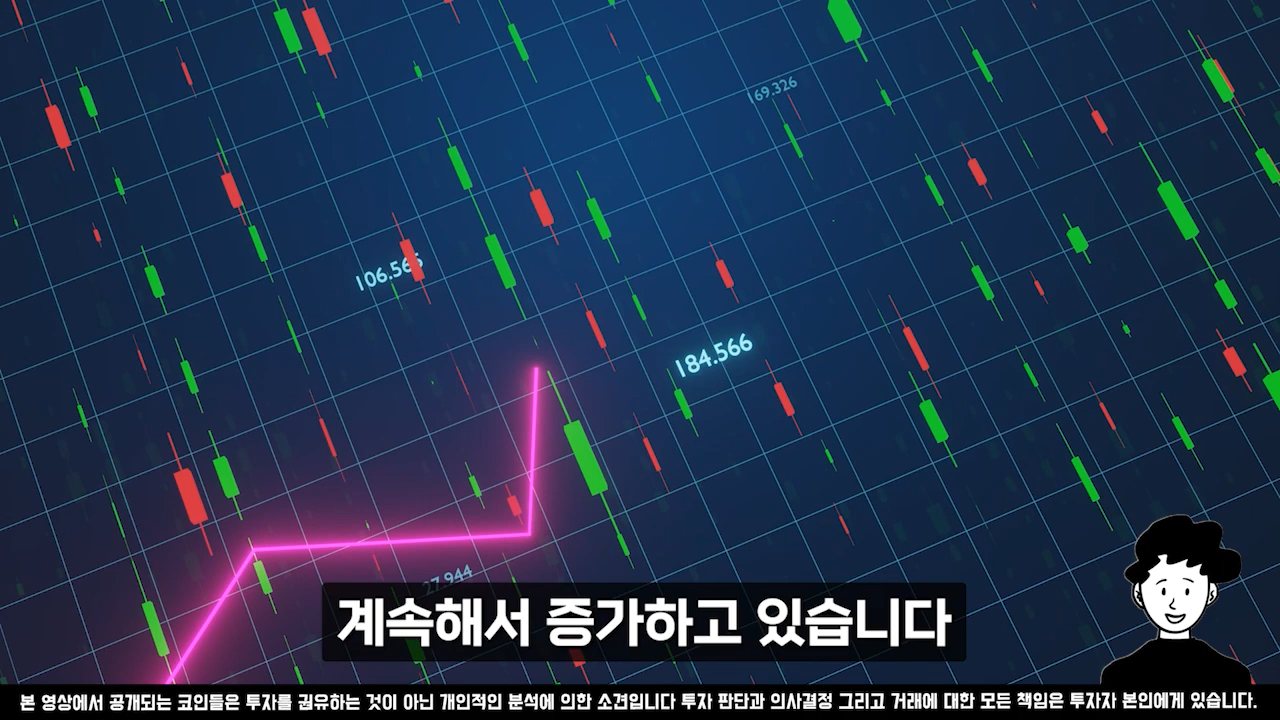 169.326
106.566
184.566
27.944
계속해서 증가하고 있습니다
본 영상에서 공개되는 코인들은 투자를 권유하는 것이 아닌 개인적인 분석에 의한 소견입니다 투자 판단과 의사결정 그리고 거래에 대한 모든 책임은 투자자 본인에게 있습니다.